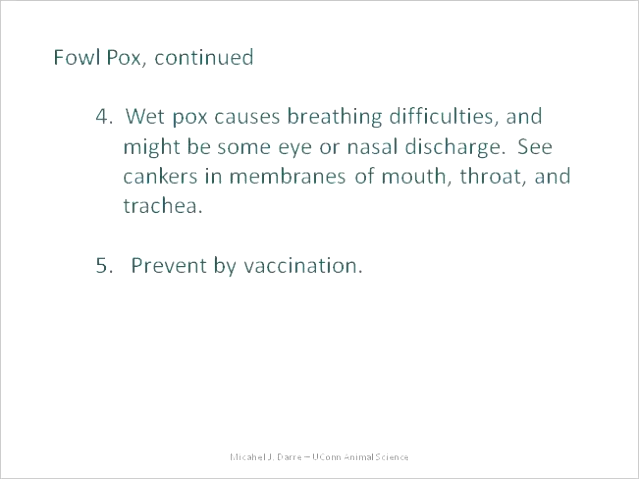 Fowl Pox, continued
4. Wet pox causes breathing difficulties, and
might be some eye or nasal discharge. See
cankers in membranes of mouth, throat, and
trachea.
5. Prevent by vaccination.
Micahel J. Darre – UConn Animal Science